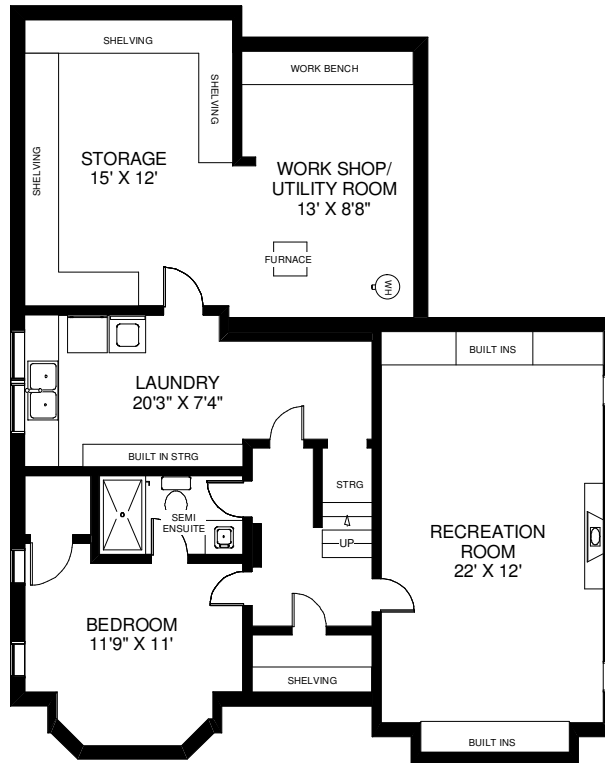 SHELVING
SHELVING
SHELVING
WORK BENCH
STORAGE
15' X 12'
WORK SHOP/
UTILITY ROOM
13' X 8'8"
FURNACE
WH
BUILT INS
LAUNDRY
20'3" X 7'4"
BUILT IN STRG
STRG
UP
SEMI
ENSUITE
RECREATION
ROOM
22' X 12'
BEDROOM
11'9" X 11'
SHELVING
BUILT INS